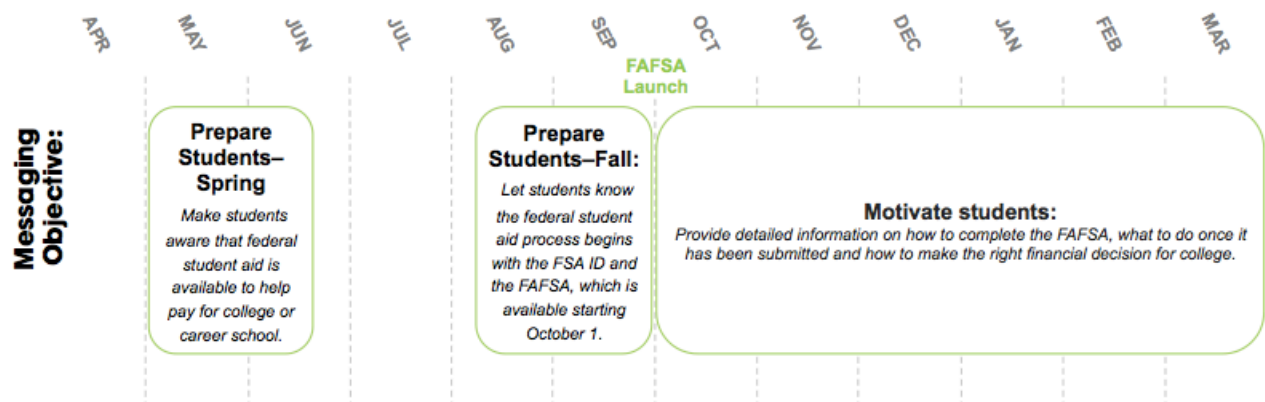 APR
MAY
JUN
JUL
AUG
SEP
OCT
NOV
DEC
JAN
FEB
MAR
FAFSA
Launch
Messaging
Objective:
Prepare
Students–
Spring
Make students
aware that federal
student aid is
available to help
pay for college or
career school.
Prepare
Students–Fall:
Let students know
the federal student
aid process begins
with the FSA ID and
the FAFSA, which is
available starting
October 1.
Motivate students:
Provide detailed information on how to complete the FAFSA, what to do once it
has been submitted and how to make the right financial decision for college.